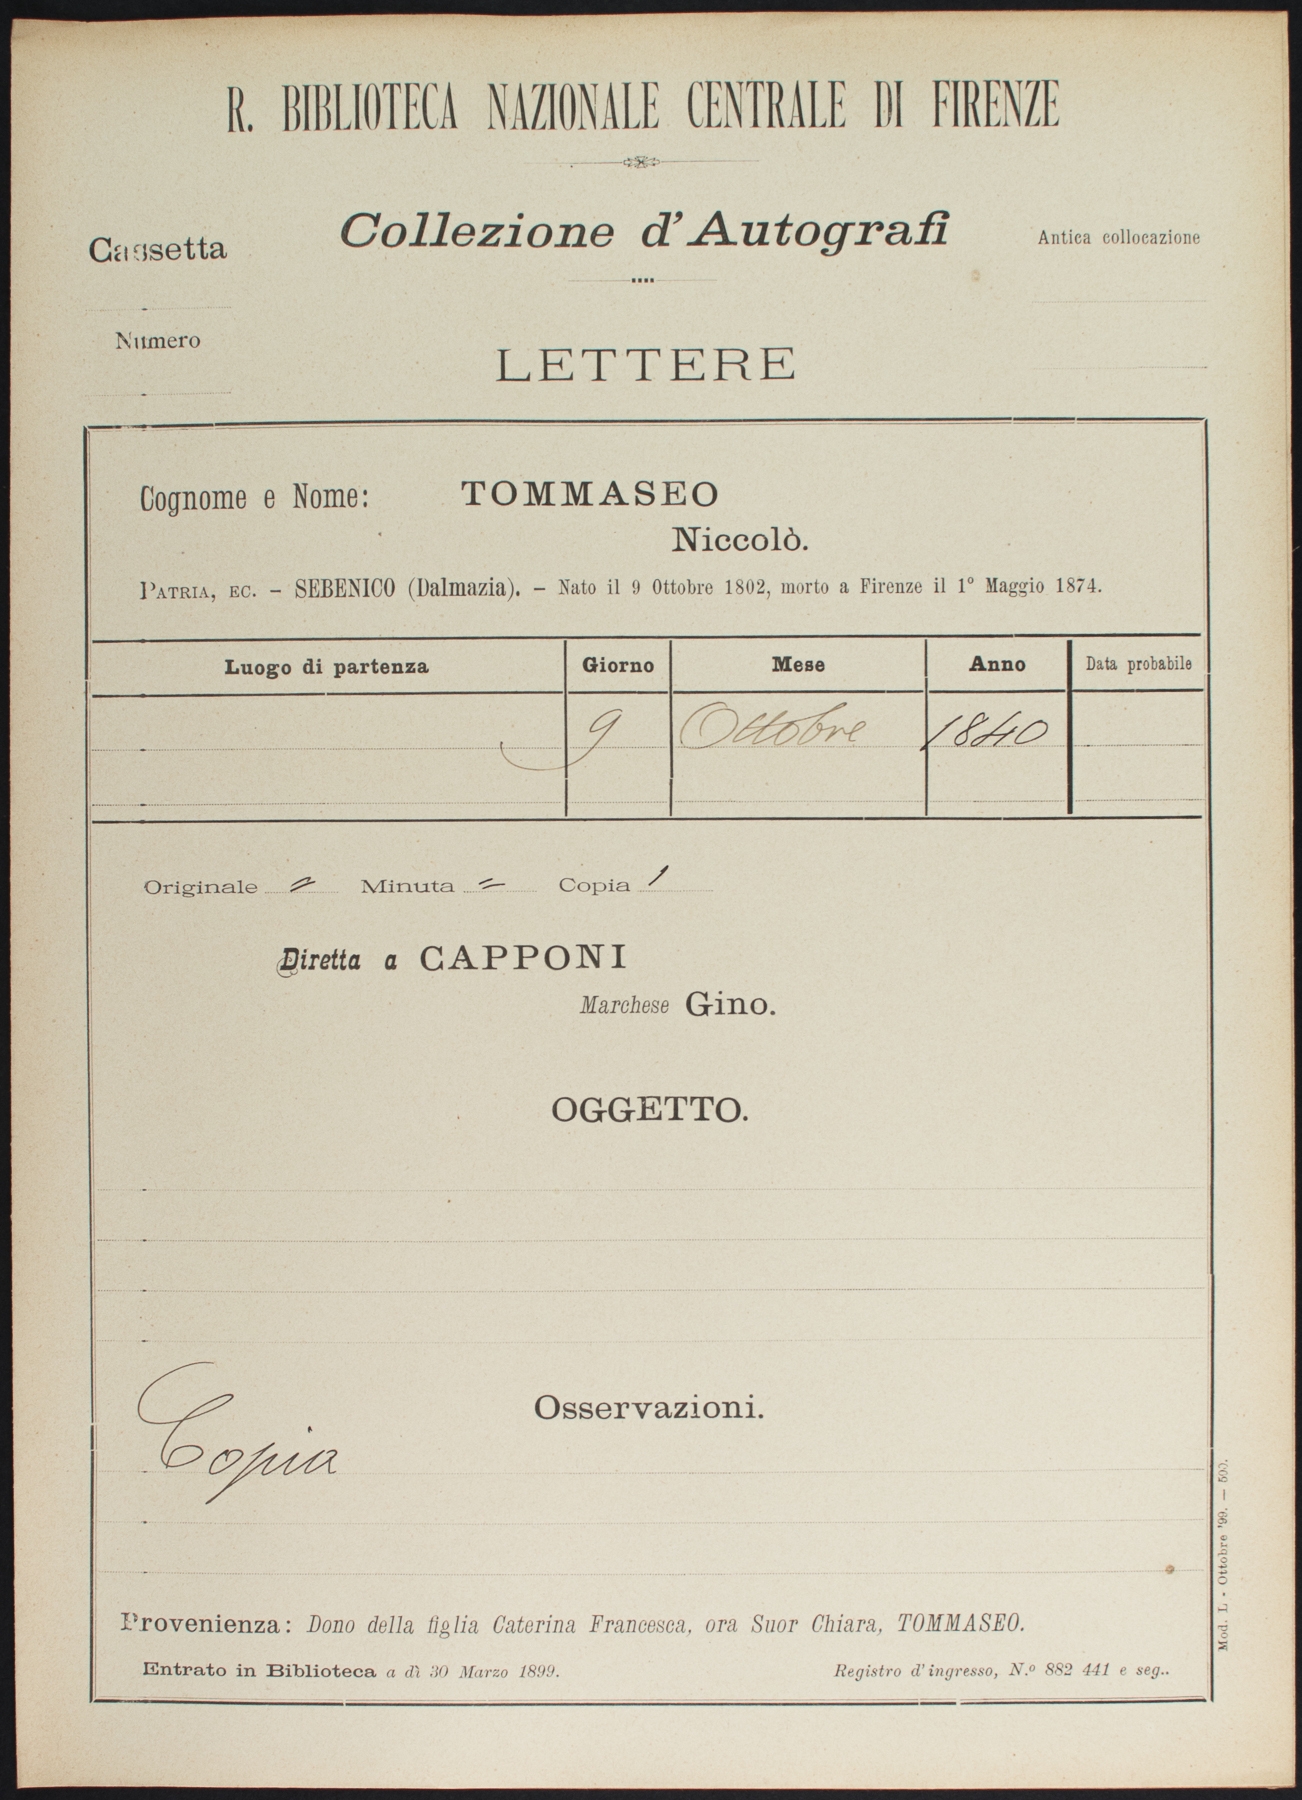 R. BIBLIOTECA NAZIONALE CENTRALE DI FIRENZE
Cassetta
Collezione d'Autografi
Antica collocazione
Numero
LETTERE
Cognome e Nome: TOMMASEO
Niccolò.
PATRIA, EC. – SEBENICO (Dalmazia). – Nato il 9 Ottobre 1802, morto a Firenze il 1° Maggio 1874.
Luogo di partenza Giorno Mese Anno Data probabile
9 Ottobre 1840
Originale = Minuta = Copia 1
Diretta a CAPPONI
Marchese Gino.
OGGETTO.
Osservazioni.
Copia
Provenienza: Dono della figlia Caterina Francesca, ora Suor Chiara, TOMMASEO.
Entrato in Biblioteca a dì 30 Marzo 1899. Registro d'ingresso, N.º 882 441 e seg..
Mod. L - Ottobre '99. — 500.